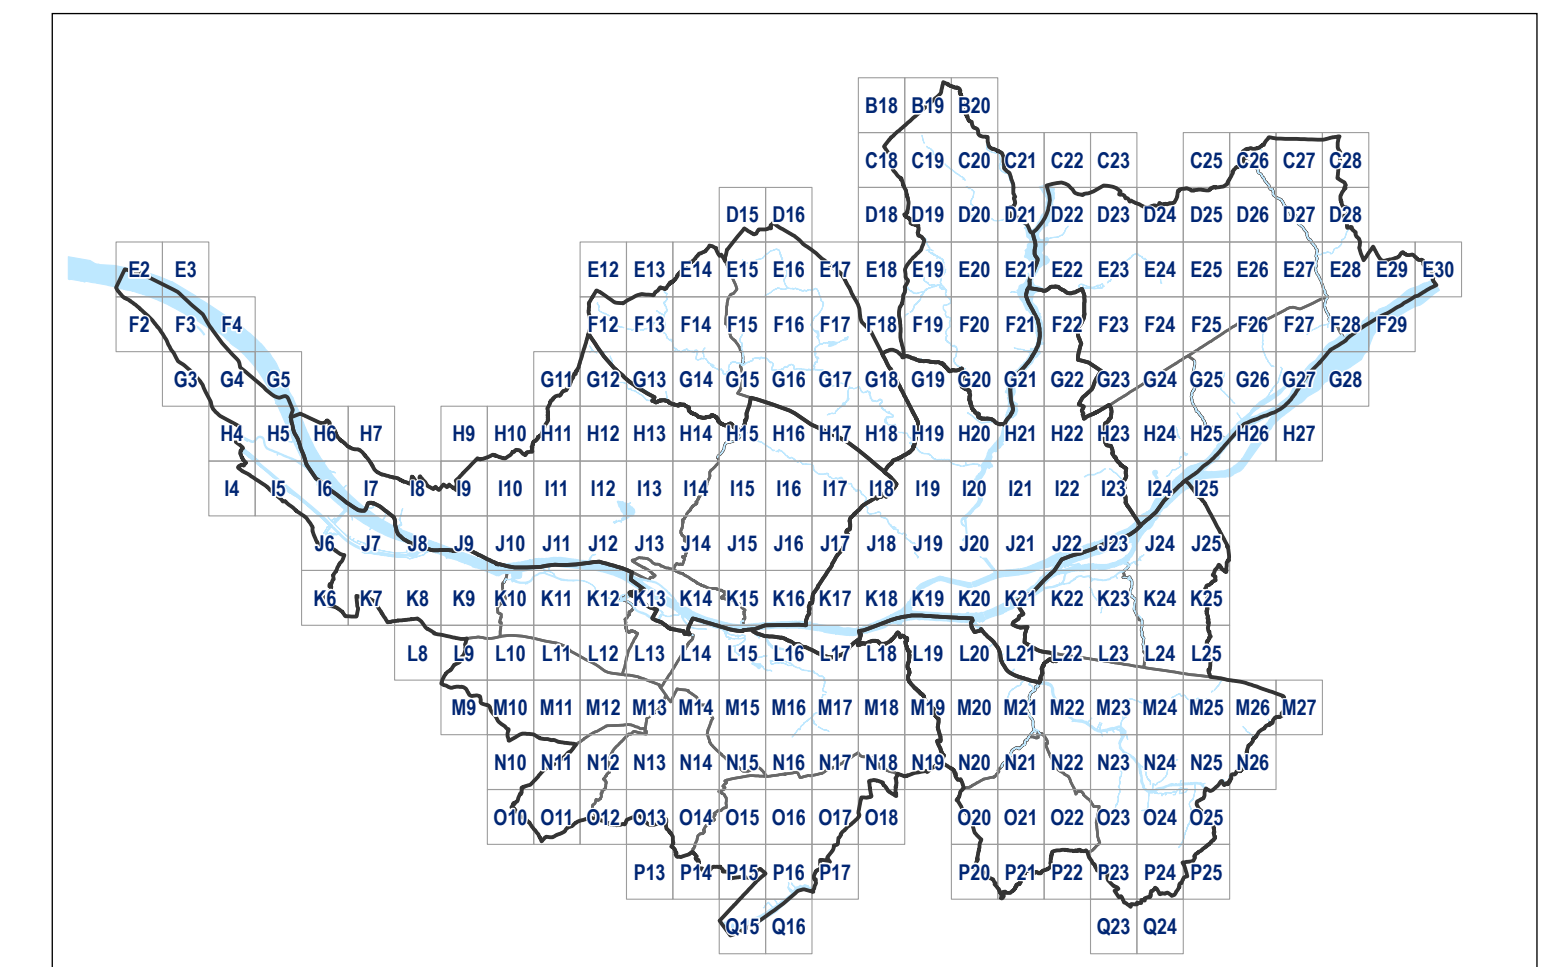 B18 B19 B20
C18 C19 C20 C21 C22 C23 C25 C26 C27 C28
D15 D16 D18 D19 D20 D21 D22 D23 D24 D25 D26 D27 D28
E2 E3 E12 E13 E14 E15 E16 E17 E18 E19 E20 E21 E22 E23 E24 E25 E26 E27 E28 E29 E30
F2 F3 F4 F12 F13 F14 F15 F16 F17 F18 F19 F20 F21 F22 F23 F24 F25 F26 F27 F28 F29
G3 G4 G5 G11 G12 G13 G14 G15 G16 G17 G18 G19 G20 G21 G22 G23 G24 G25 G26 G27 G28
H4 H5 H6 H7 H9 H10 H11 H12 H13 H14 H15 H16 H17 H18 H19 H20 H21 H22 H23 H24 H25 H26 H27
I4 I5 I6 I7 I8 I9 I10 I11 I12 I13 I14 I15 I16 I17 I18 I19 I20 I21 I22 I23 I24 I25
J6 J7 J8 J9 J10 J11 J12 J13 J14 J15 J16 J17 J18 J19 J20 J21 J22 J23 J24 J25
K6 K7 K8 K9 K10 K11 K12 K13 K14 K15 K16 K17 K18 K19 K20 K21 K22 K23 K24 K25
L8 L9 L10 L11 L12 L13 L14 L15 L16 L17 L18 L19 L20 L21 L22 L23 L24 L25
M9 M10 M11 M12 M13 M14 M15 M16 M17 M18 M19 M20 M21 M22 M23 M24 M25 M26 M27
N10 N11 N12 N13 N14 N15 N16 N17 N18 N19 N20 N21 N22 N23 N24 N25 N26
O10 O11 O12 O13 O14 O15 O16 O17 O18 O20 O21 O22 O23 O24 O25
P13 P14 P15 P16 P17 P20 P21 P22 P23 P24 P25
Q15 Q16 Q23 Q24